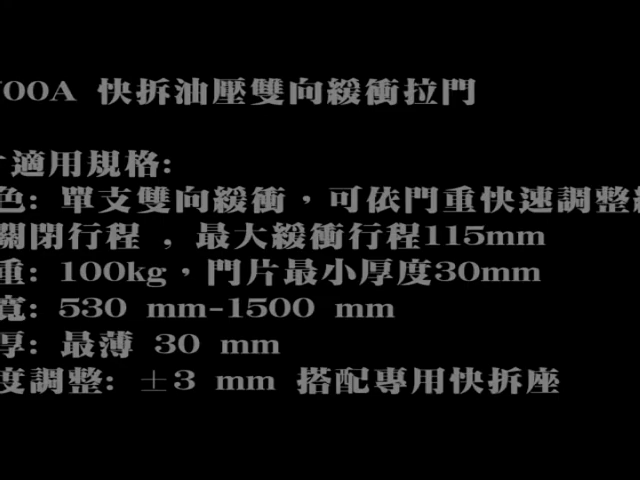 700A 快拆油壓雙向緩衝拉門
適用規格:
色: 單支雙向緩衝，可依門重快速調整
關閉行程 , 最大緩衝行程115mm
重: 100kg，門片最小厚度30mm
寬: 530 mm-1500 mm
厚: 最薄 30 mm
度調整: ±3 mm 搭配專用快拆座